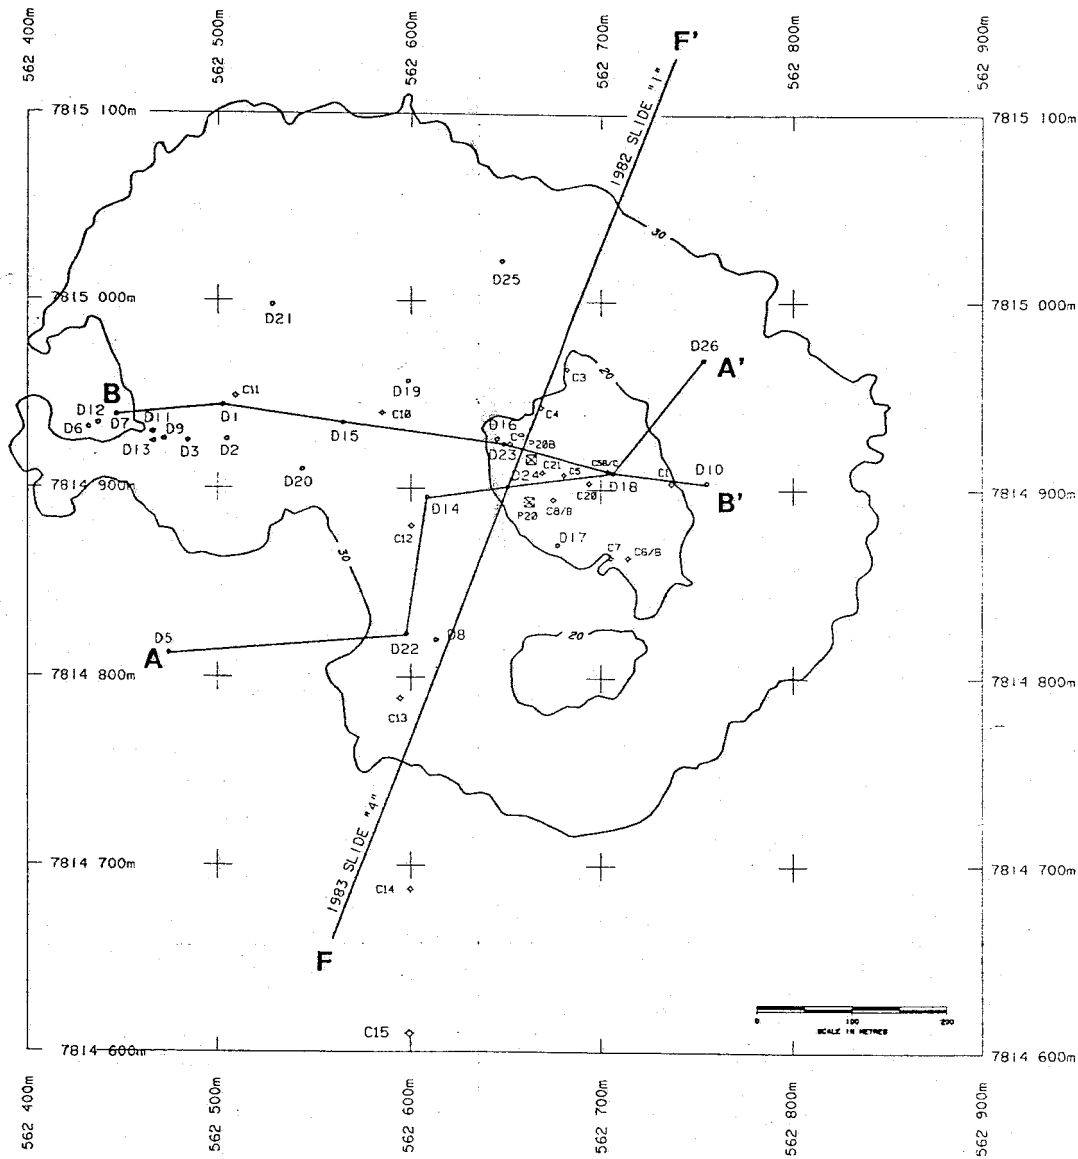 562 400m
562 500m
562 600m
562 700m
562 800m
562 900m
F'
7815 100m
7815 100m
1982 SLIDE "1"
30
D25
7815 000m
7815 000m
D21
D26
A'
20
C3
D19
B
C11
C4
D12
D11
D1
C10
D16
D6
D7
D9
D15
P20B
D13
D3
D2
D23
C21
C5
C5B/C
C1
D10
D24
D20
C20
D18
7814 900m
7814 900m
B'
D14
P20
C8/B
C12
D17
C7
C6/B
30
D5
D22
D8
20
A
7814 800m
7814 800m
C13
1983 SLIDE "4"
7814 700m
7814 700m
C14
F
C15
0 100 200
SCALE IN METRES
7814 600m
7814 600m
562 400m
562 500m
562 600m
562 700m
562 800m
562 900m